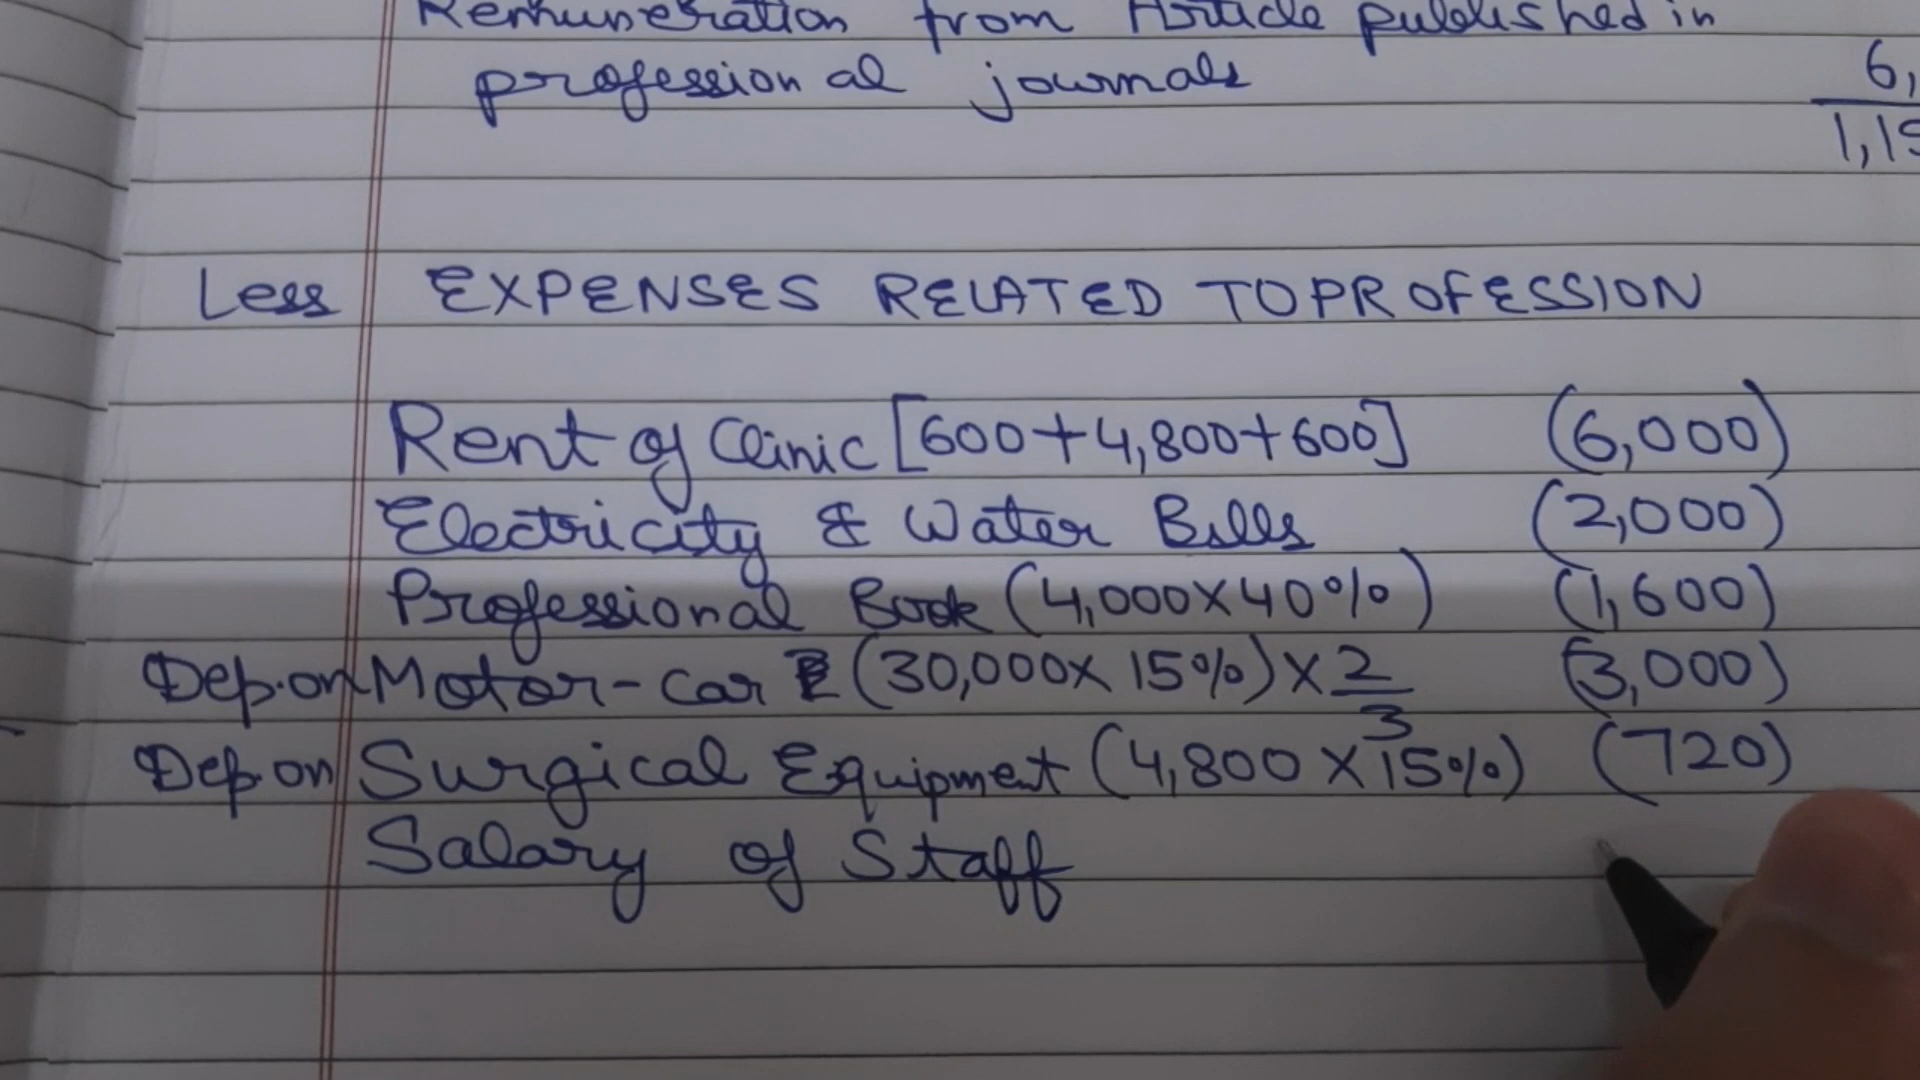 Remuneration from Article published in
professional journals 6,
1,19
Less EXPENSES RELATED TO PROFESSION
Rent of Clinic [600+4,800+600] (6,000)
Electricity & Water Bills (2,000)
Professional Book (4,000×40%) (1,600)
Dep. on Motor-car (30,000×15%)×2/3 (3,000)
Dep. on Surgical Equipment (4,800×15%) (720)
Salary of Staff